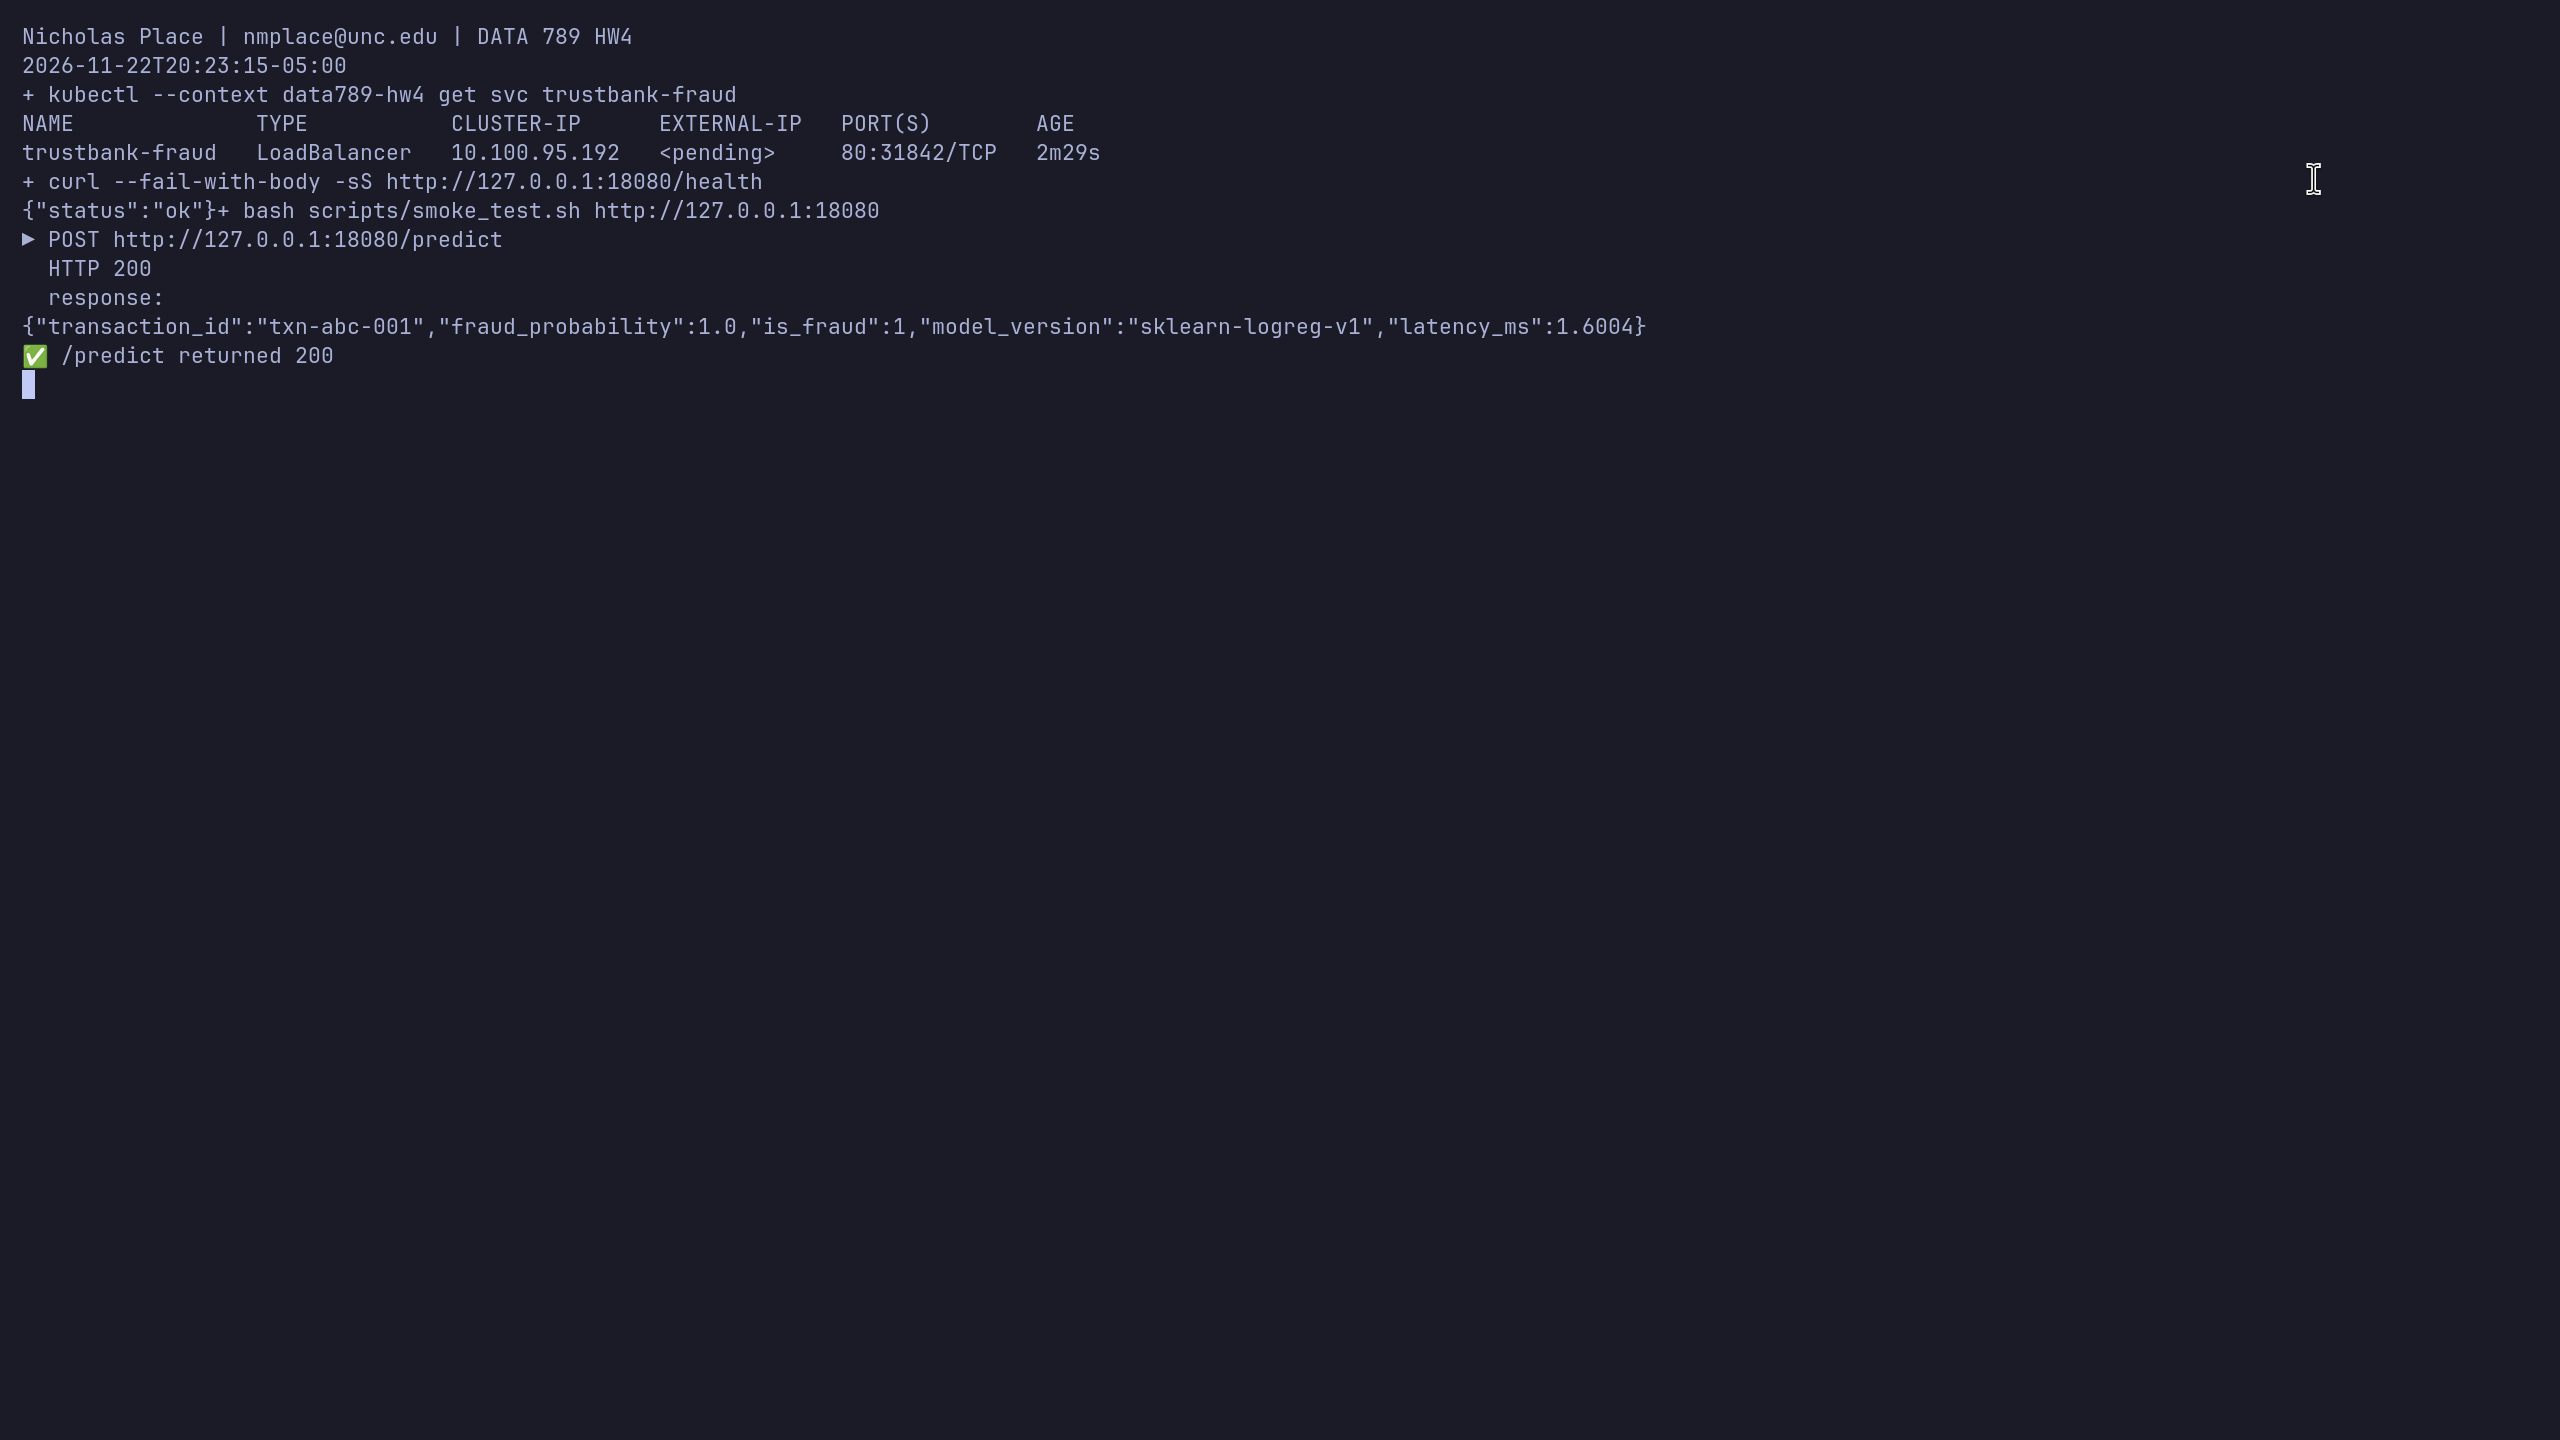 Nicholas Place | nmplace@unc.edu | DATA 789 HW4
2026-11-22T20:23:15-05:00
+ kubectl --context data789-hw4 get svc trustbank-fraud
NAME              TYPE           CLUSTER-IP      EXTERNAL-IP   PORT(S)        AGE
trustbank-fraud   LoadBalancer   10.100.95.192   <pending>     80:31842/TCP   2m29s
+ curl --fail-with-body -sS http://127.0.0.1:18080/health
{"status":"ok"}+ bash scripts/smoke_test.sh http://127.0.0.1:18080
▶ POST http://127.0.0.1:18080/predict
  HTTP 200
  response:
{"transaction_id":"txn-abc-001","fraud_probability":1.0,"is_fraud":1,"model_version":"sklearn-logreg-v1","latency_ms":1.6004}
✅ /predict returned 200